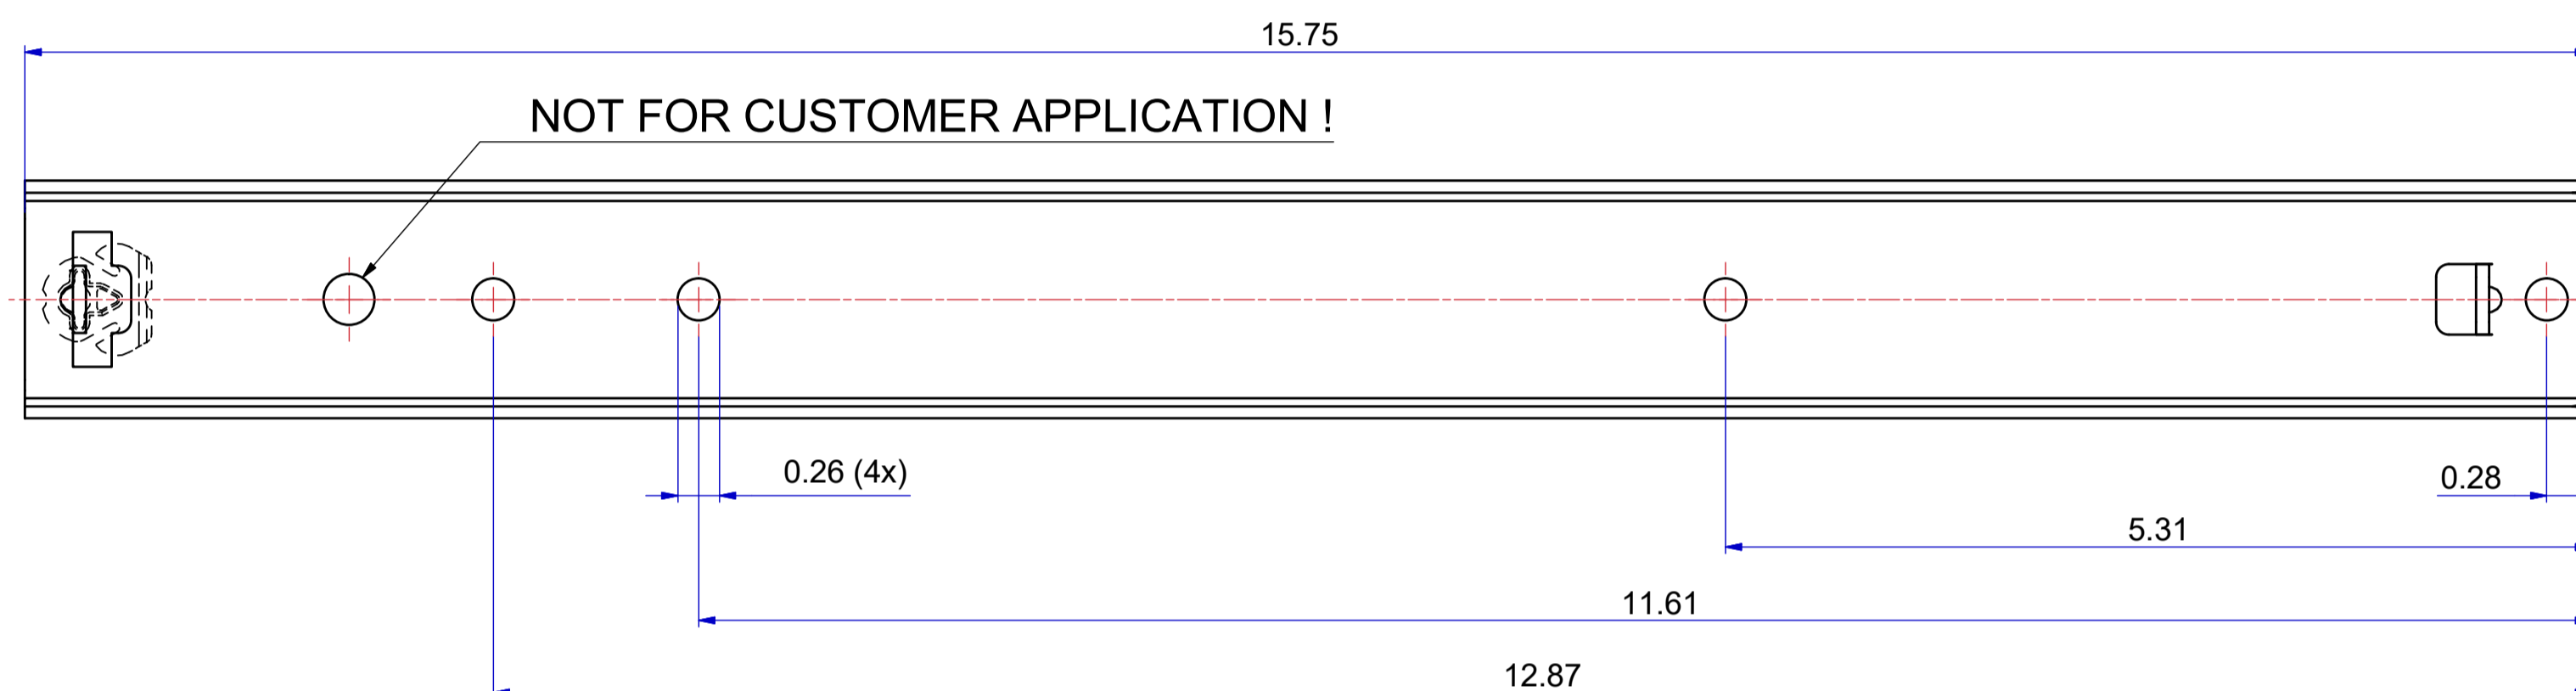 15.75
NOT FOR CUSTOMER APPLICATION !
0.26 (4x)
0.28
5.31
11.61
12.87